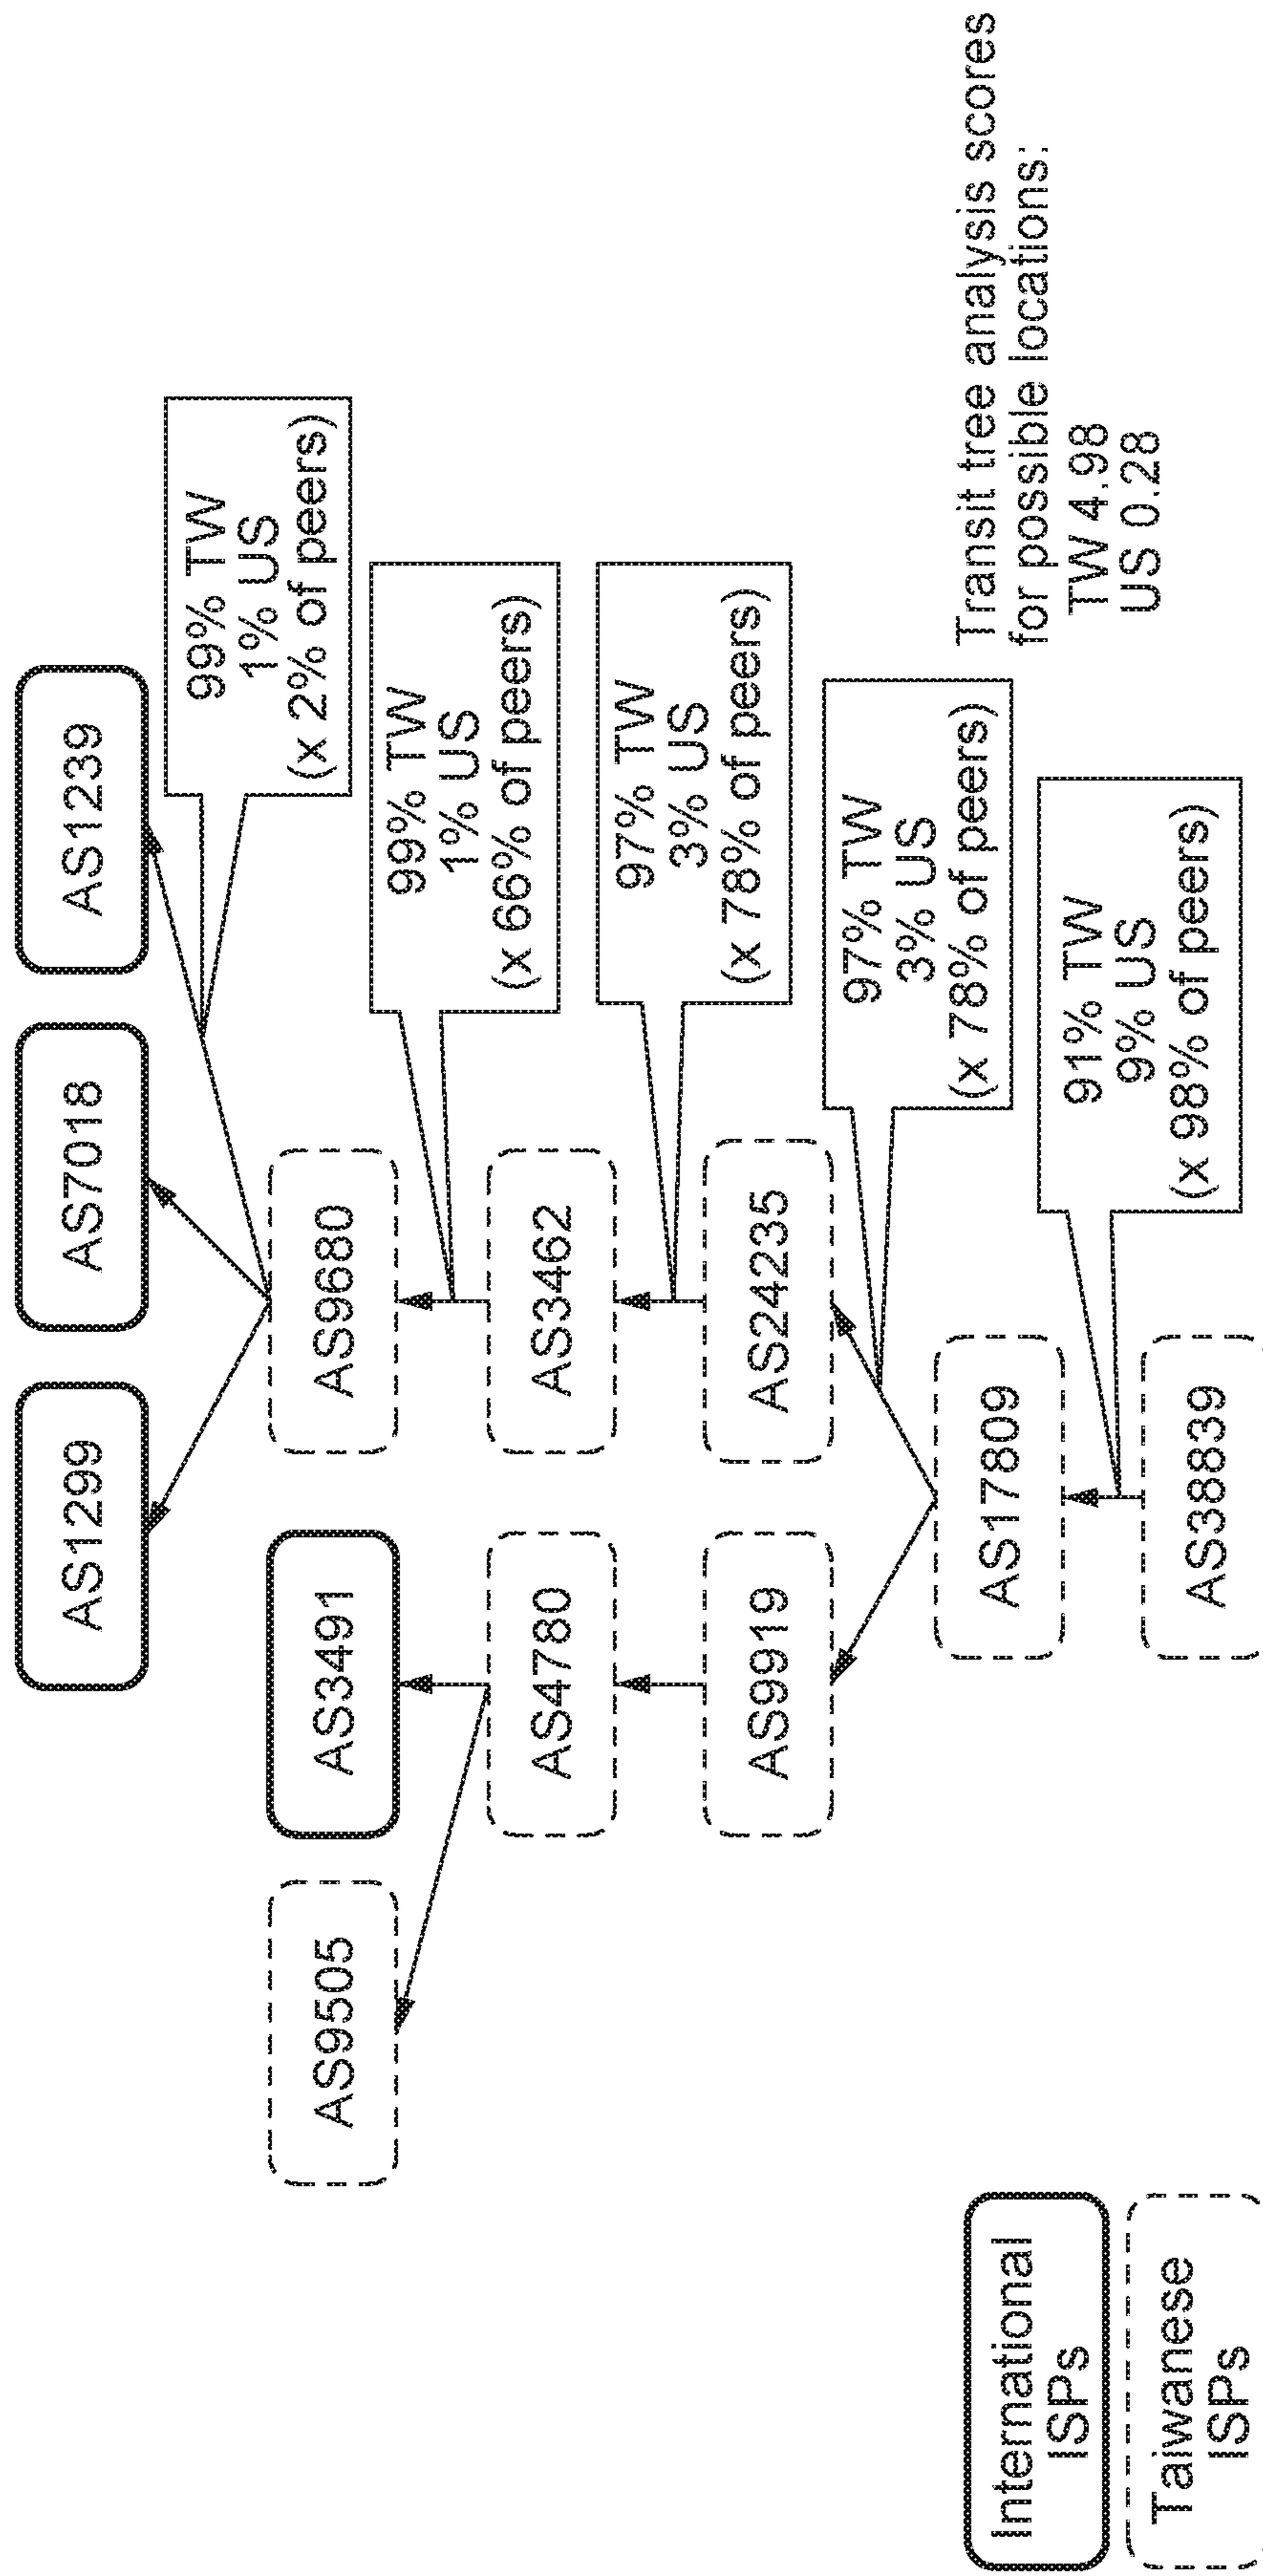 AS1299
AS7018
AS1239
99% TW
1% US
(x 2% of peers)
AS9505
AS3491
AS9680
99% TW
1% US
(x 66% of peers)
AS4780
AS3462
97% TW
3% US
(x 78% of peers)
AS9919
AS24235
97% TW
3% US
(x 78% of peers)
AS17809
91% TW
9% US
(x 98% of peers)
AS38839
International
ISPs
Taiwanese
ISPs
Transit tree analysis scores
for possible locations:
TW 4.98
US 0.28